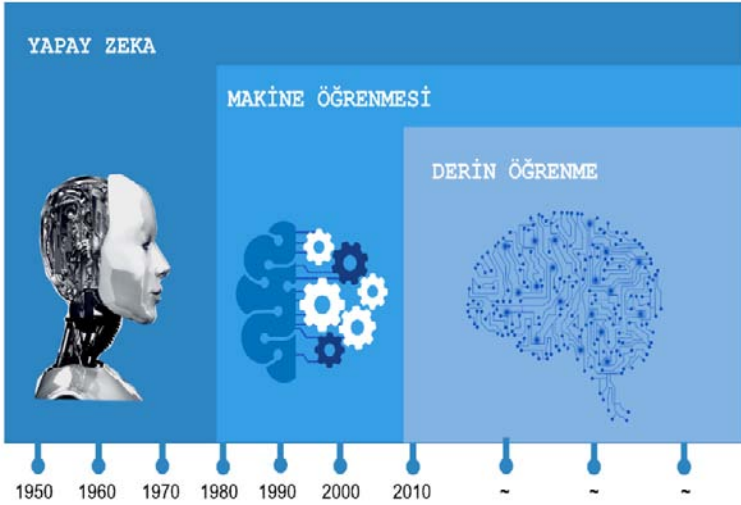 YAPAY ZEKA
MAKİNE ÖĞRENMESİ
DERİN ÖĞRENME
1950 1960 1970 1980 1990 2000 2010 ~ ~ ~